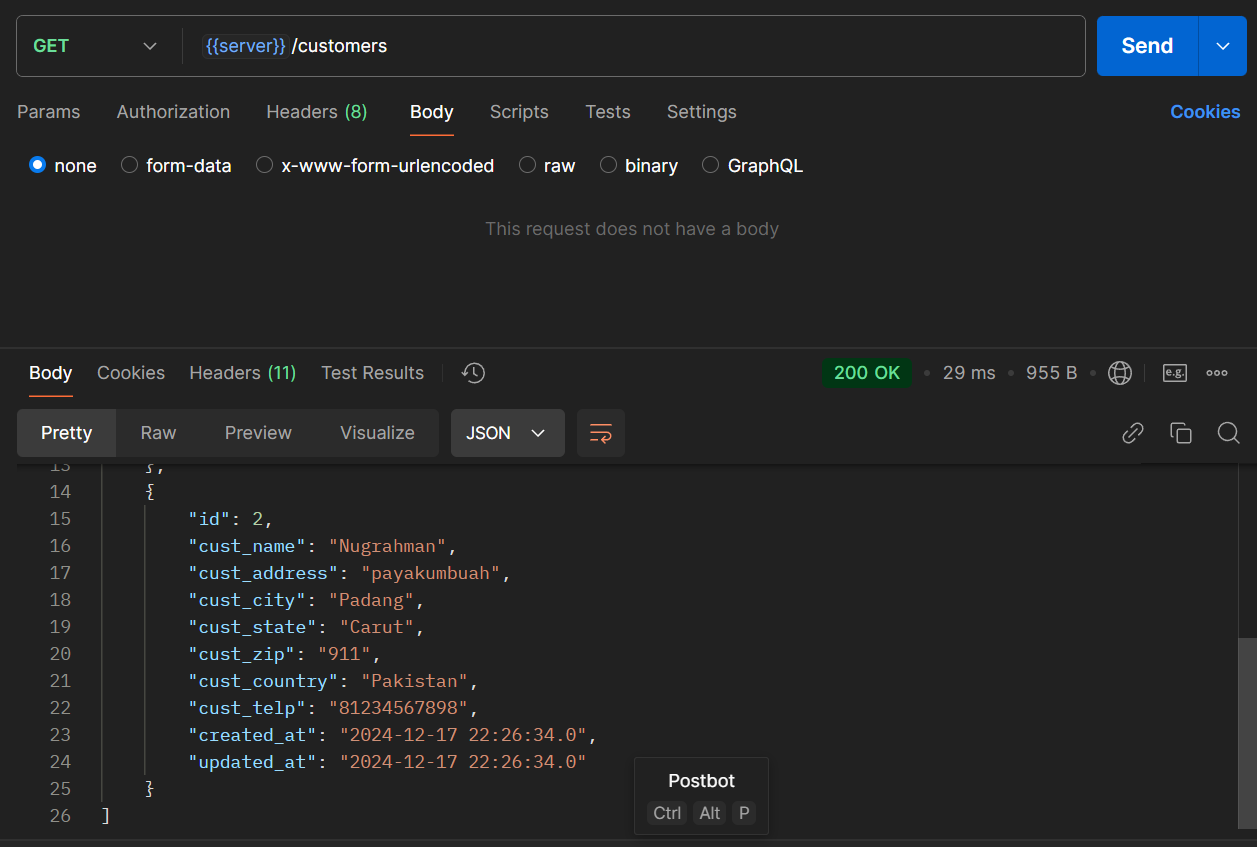 GET {{server}} /customers Send
Params Authorization Headers (8) Body Scripts Tests Settings Cookies
none form-data x-www-form-urlencoded raw binary GraphQL
This request does not have a body
Body Cookies Headers (11) Test Results 200 OK • 29 ms • 955 B • e.g.
Pretty Raw Preview Visualize JSON
13 },
14 {
15 "id": 2,
16 "cust_name": "Nugrahman",
17 "cust_address": "payakumbuah",
18 "cust_city": "Padang",
19 "cust_state": "Carut",
20 "cust_zip": "911",
21 "cust_country": "Pakistan",
22 "cust_telp": "81234567898",
23 "created_at": "2024-12-17 22:26:34.0",
24 "updated_at": "2024-12-17 22:26:34.0"
25 }
26 ]
Postbot
Ctrl Alt P